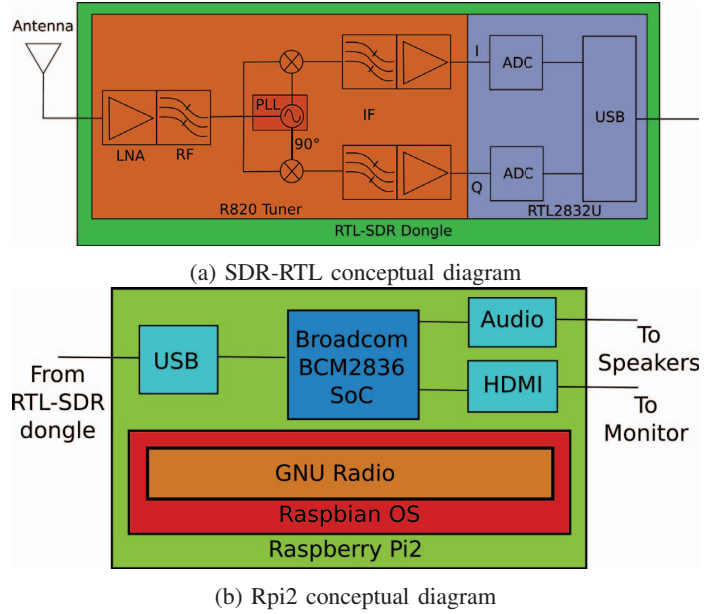 Antenna
LNA
RF
PLL
90°
IF
I
Q
ADC
ADC
USB
R820 Tuner
RTL2832U
RTL-SDR Dongle
(a) SDR-RTL conceptual diagram
From
RTL-SDR
dongle
USB
Broadcom
BCM2836
SoC
Audio
HDMI
To
Speakers
To
Monitor
GNU Radio
Raspbian OS
Raspberry Pi2
(b) Rpi2 conceptual diagram